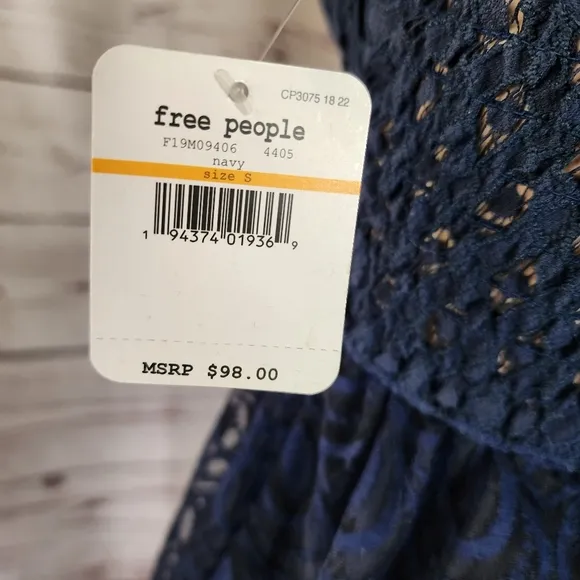 CP3075 18 22
free people
F19M09406 4405
navy
size S
1 94374 01936 9
MSRP $98.00